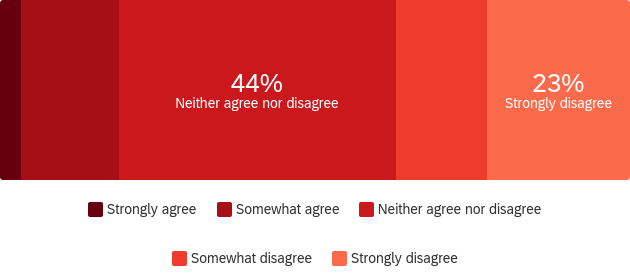 44%
Neither agree nor disagree
23%
Strongly disagree
Strongly agree
Somewhat agree
Neither agree nor disagree
Somewhat disagree
Strongly disagree